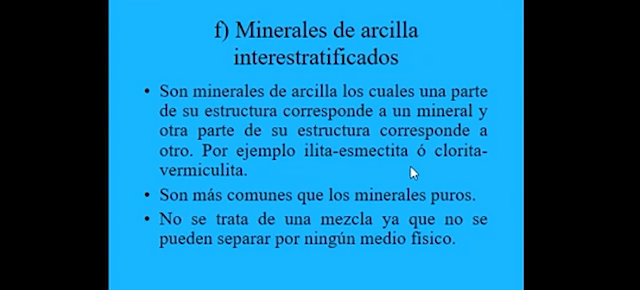 f) Minerales de arcilla
interestratificados
• Son minerales de arcilla los cuales una parte
de su estructura corresponde a un mineral y
otra parte de su estructura corresponde a
otro. Por ejemplo ilita-esmectita ó clorita-
vermiculita.
• Son más comunes que los minerales puros.
• No se trata de una mezcla ya que no se
pueden separar por ningún medio físico.